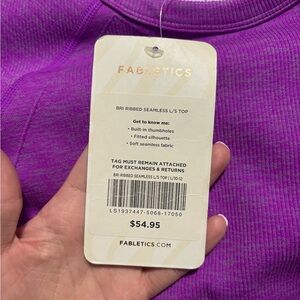 FABLETICS
BRI RIBBED SEAMLESS L/S TOP
Get to know me:
• Built-in thumbholes
• Fitted silhouette
• Soft seamless fabric
TAG MUST REMAIN ATTACHED
FOR EXCHANGES & RETURNS
BRI RIBBED SEAMLESS L/S TOP | L/10-12
LS1937447-5068-17050
$54.95
FABLETICS.COM